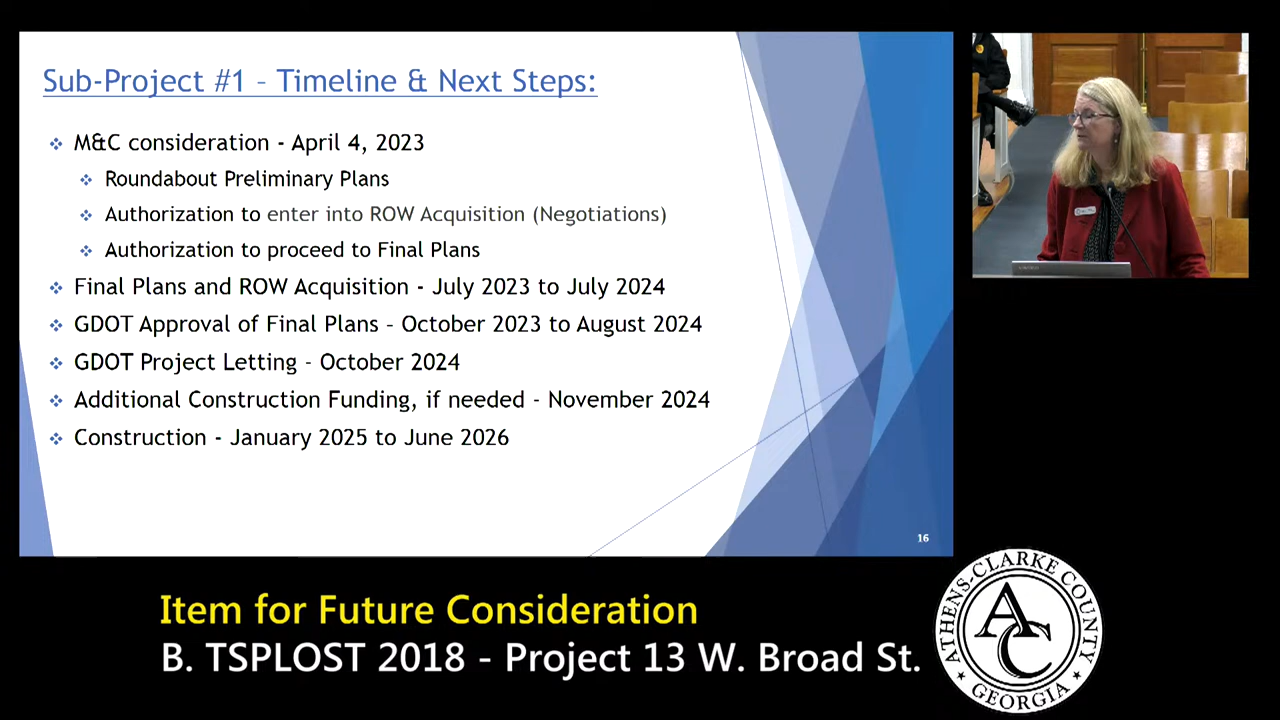 Sub-Project #1 – Timeline & Next Steps:
M&C consideration - April 4, 2023
Roundabout Preliminary Plans
Authorization to enter into ROW Acquisition (Negotiations)
Authorization to proceed to Final Plans
Final Plans and ROW Acquisition - July 2023 to July 2024
GDOT Approval of Final Plans – October 2023 to August 2024
GDOT Project Letting - October 2024
Additional Construction Funding, if needed - November 2024
Construction - January 2025 to June 2026
16
Item for Future Consideration
B. TSPLOST 2018 - Project 13 W. Broad St.
ATHENS-CLARKE COUNTY
AC
GEORGIA